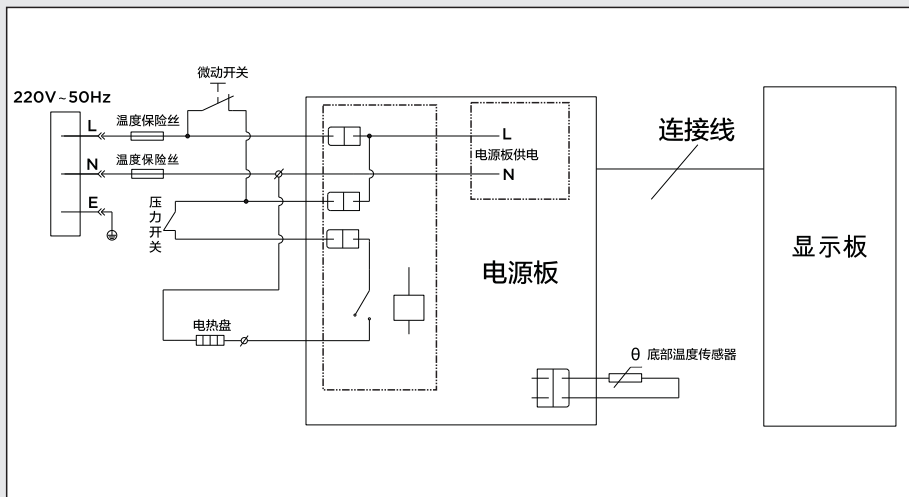 微动开关
220V~50Hz
L
温度保险丝
N
温度保险丝
E
压力开关
L
电源板供电
N
连接线
电源板
显示板
电热盘
θ 底部温度传感器